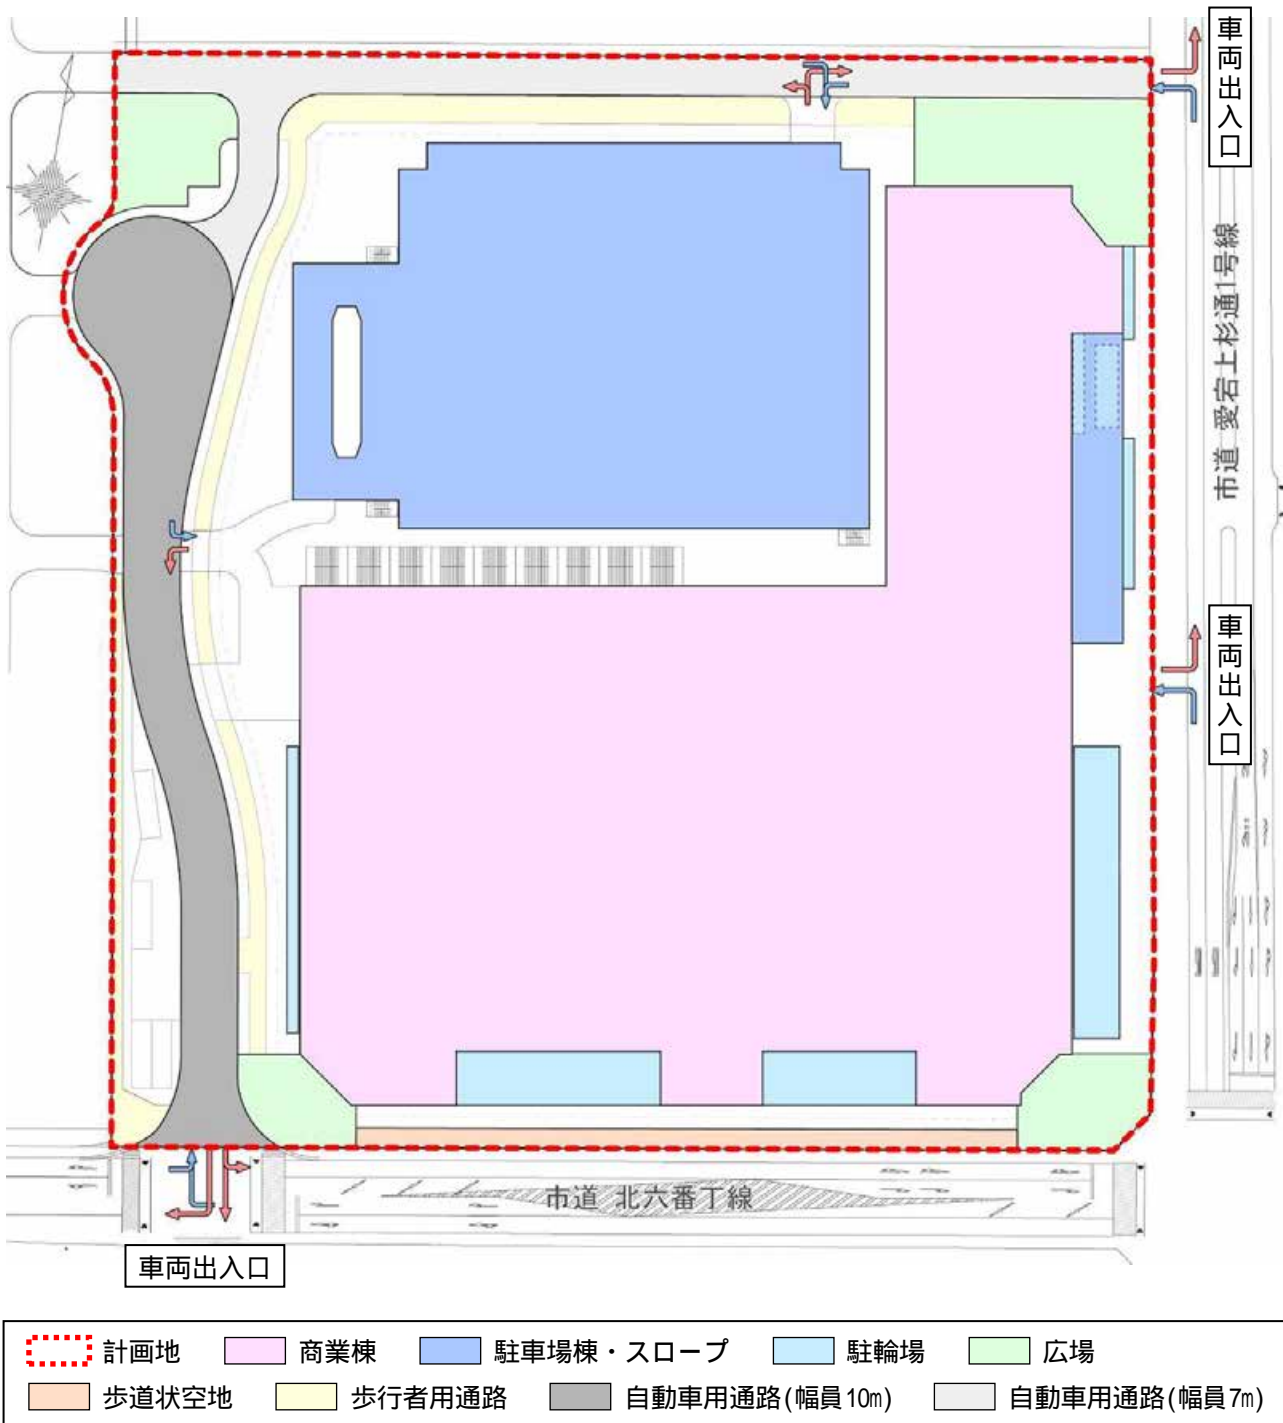 車両出入口
市道 愛宕上杉通1号線
車両出入口
市道 北六番丁線
車両出入口
計画地 商業棟 駐車場棟・スロープ 駐輪場 広場
歩道状空地 歩行者用通路 自動車用通路(幅員10m) 自動車用通路(幅員7m)